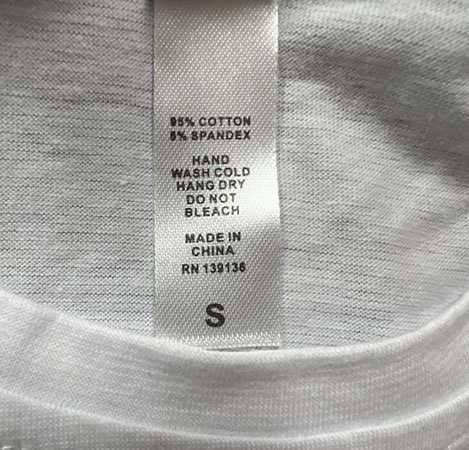 95% COTTON
5% SPANDEX
HAND
WASH COLD
HANG DRY
DO NOT
BLEACH
MADE IN
CHINA
RN 139136
S